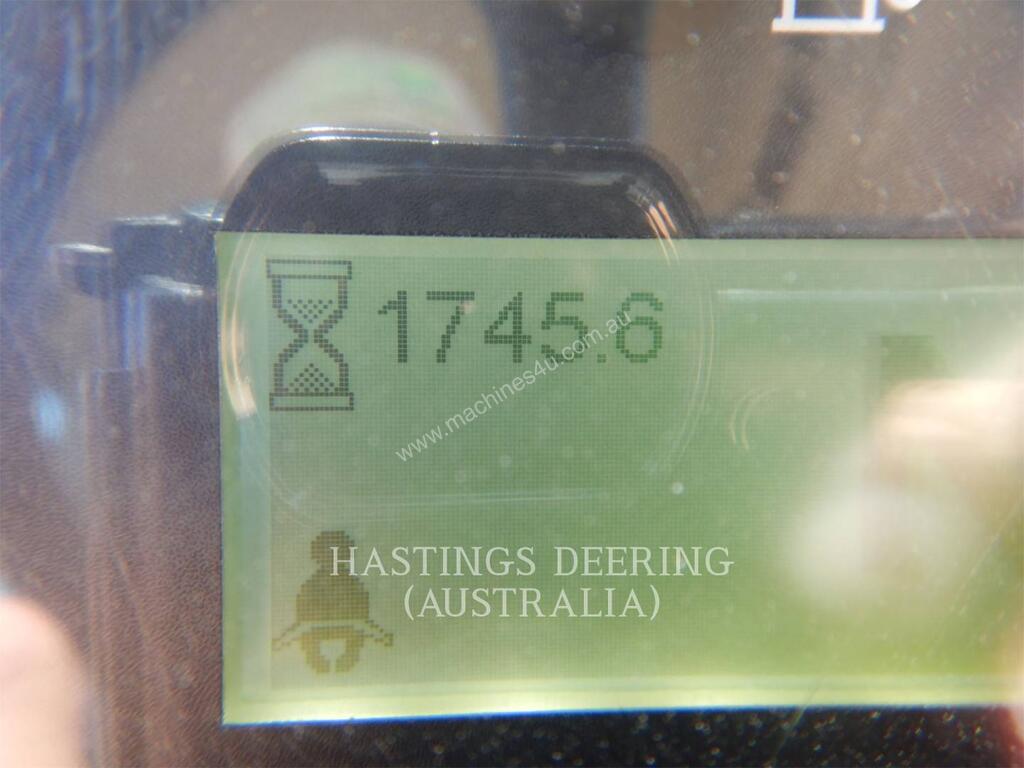 1745.6
www.machines4u.com.au
HASTINGS DEERING
(AUSTRALIA)